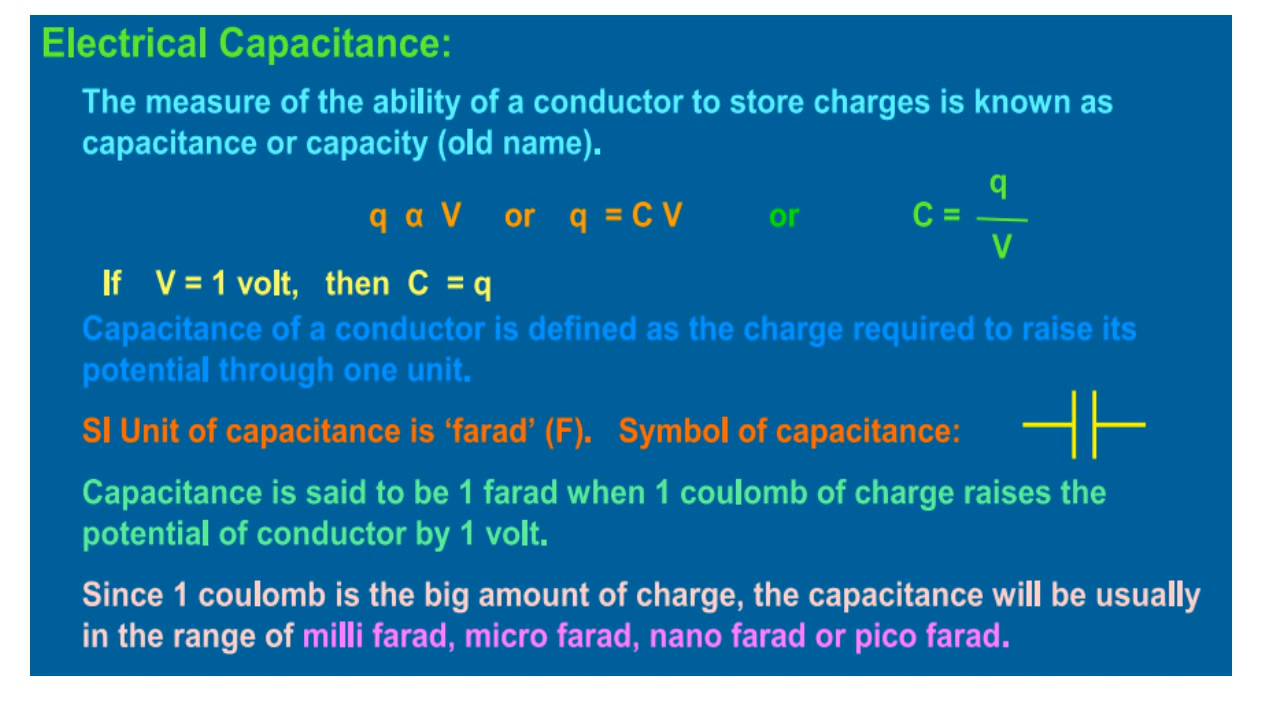 Electrical Capacitance:
The measure of the ability of a conductor to store charges is known as
capacitance or capacity (old name).
q α V or q = C V or C = q / V
If V = 1 volt, then C = q
Capacitance of a conductor is defined as the charge required to raise its
potential through one unit.
SI Unit of capacitance is ‘farad’ (F). Symbol of capacitance:
Capacitance is said to be 1 farad when 1 coulomb of charge raises the
potential of conductor by 1 volt.
Since 1 coulomb is the big amount of charge, the capacitance will be usually
in the range of milli farad, micro farad, nano farad or pico farad.